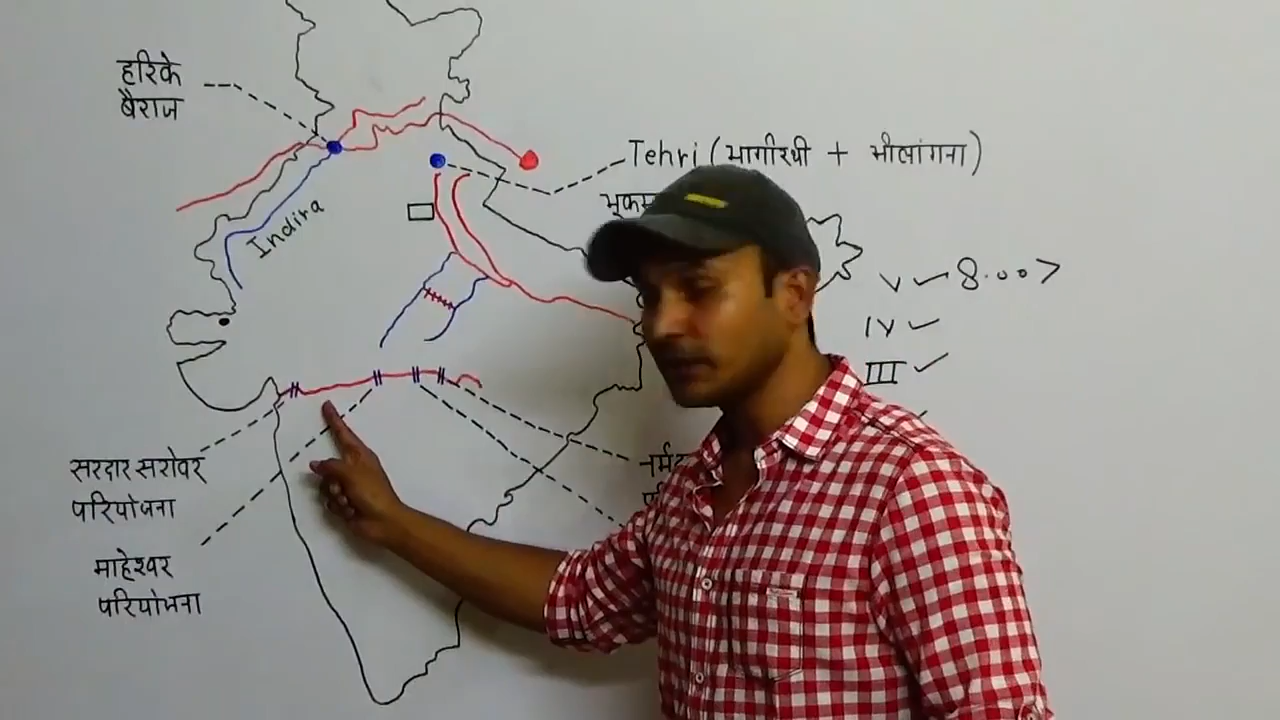 हरिके
बैराज
Tehri (भागीरथी + भीलांगना)
Indira
V ✓ 8.00>
IV ✓
III ✓
सरदार सरोवर
परियोजना
माहेश्वर
परियोजना